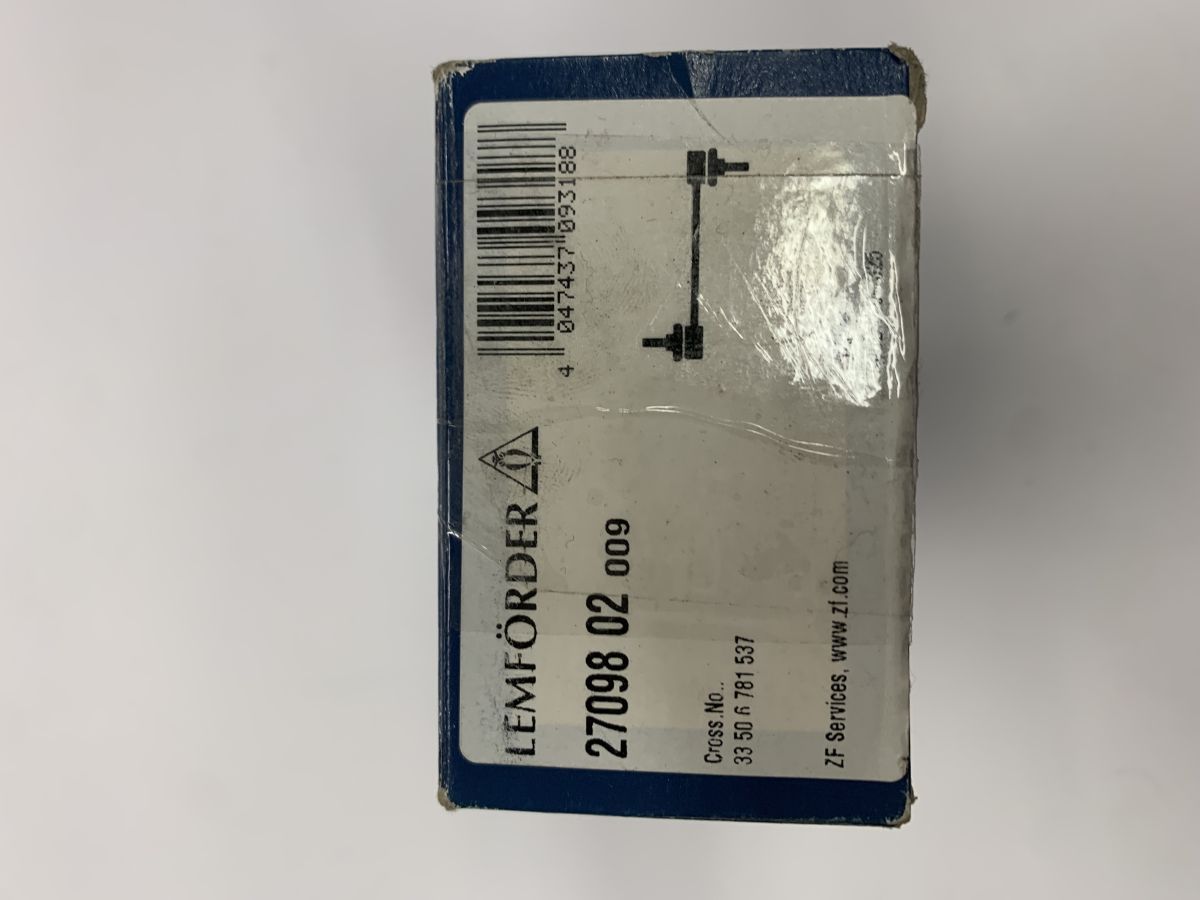 LEMFÖRDER
4 047437 093188
27098 02 009
Cross.No..
33 50 6 781 537
ZF Services, www.zf.com